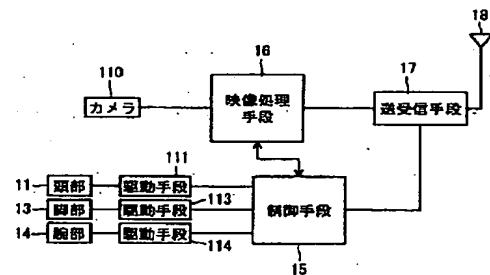 18
16
17
110
カメラ
映像処理
手段
送受信手段
111
11
頭部
駆動手段
13
脚部
駆動手段
113
14
腕部
駆動手段
114
制御手段
15